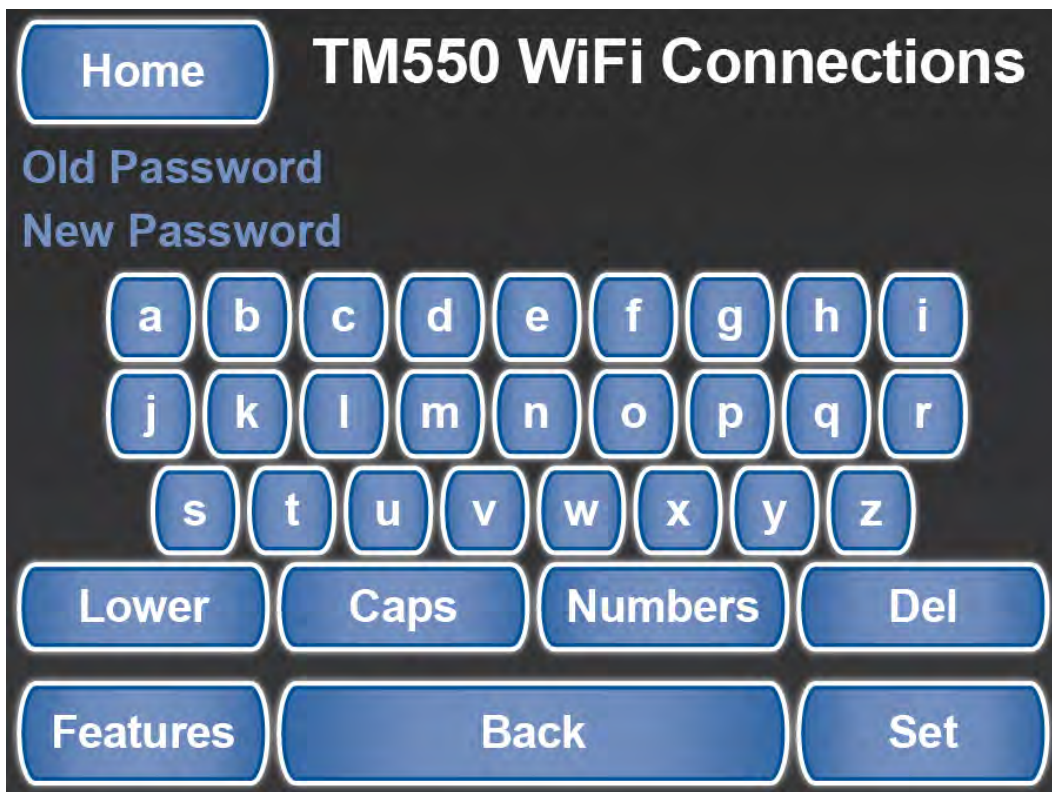 Home TM550 WiFi Connections
Old Password
New Password
a b c d e f g h i
j k l m n o p q r
s t u v w x y z
Lower Caps Numbers Del
Features Back Set